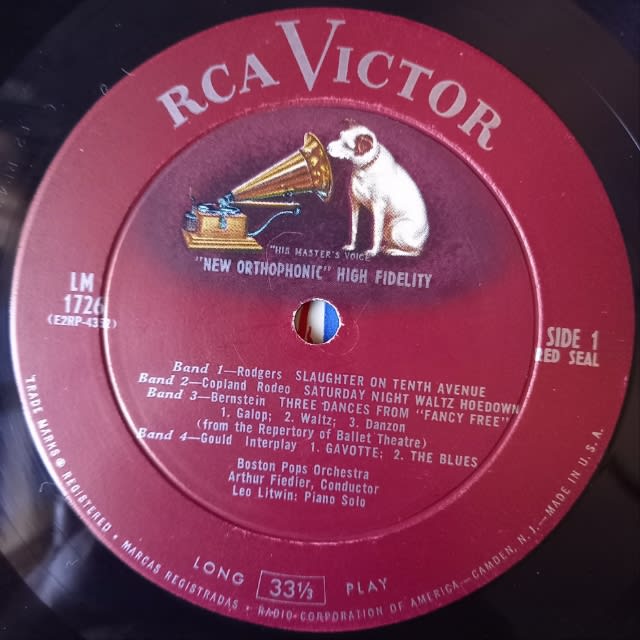 RCA VICTOR
"HIS MASTER'S VOICE"
"NEW ORTHOPHONIC" HIGH FIDELITY
LM
1726
(E2RP-4332)
SIDE 1
RED SEAL
Band 1—Rodgers SLAUGHTER ON TENTH AVENUE
Band 2—Copland Rodeo SATURDAY NIGHT WALTZ HOEDOWN
Band 3—Bernstein THREE DANCES FROM "FANCY FREE"
1. Galop; 2. Waltz; 3. Danzon
(from the Repertory of Ballet Theatre)
Band 4—Gould Interplay 1. GAVOTTE; 2. THE BLUES
Boston Pops Orchestra
Arthur Fiedler, Conductor
Leo Litwin: Piano Solo
LONG 33⅓ PLAY
TRADE MARKS ® REGISTERED • MARCAS REGISTRADAS • RADIO CORPORATION OF AMERICA.—CAMDEN, N. J.—MADE IN U.S.A.